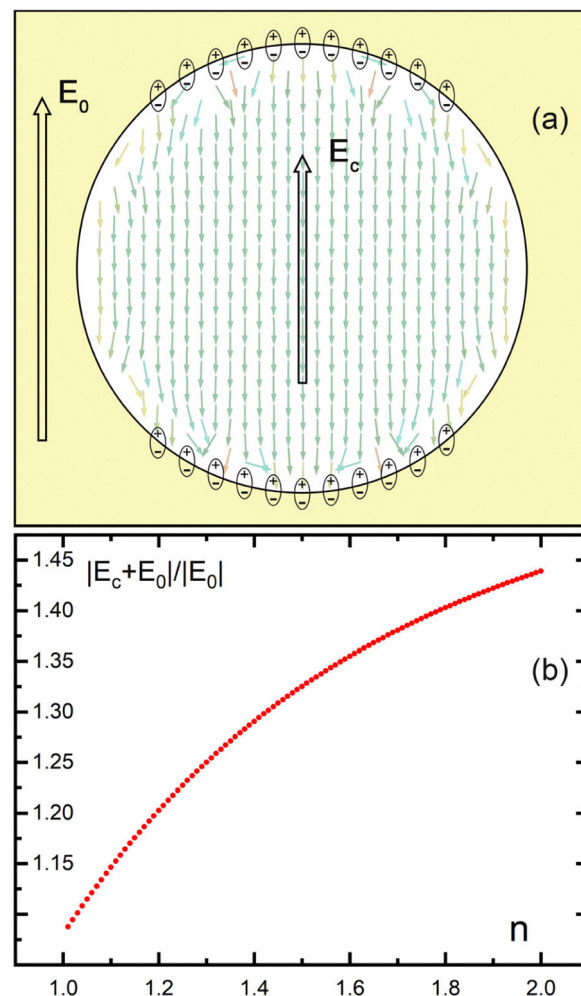 + + + + + + + + + + +
− − − − − − − − − − −
E0
(a)
Ec
+ + + + + + + + + + +
− − − − − − − − − − −
1.45
|Ec+E0|/|E0|
1.40
1.35
(b)
1.30
1.25
1.20
1.15
n
1.0 1.2 1.4 1.6 1.8 2.0